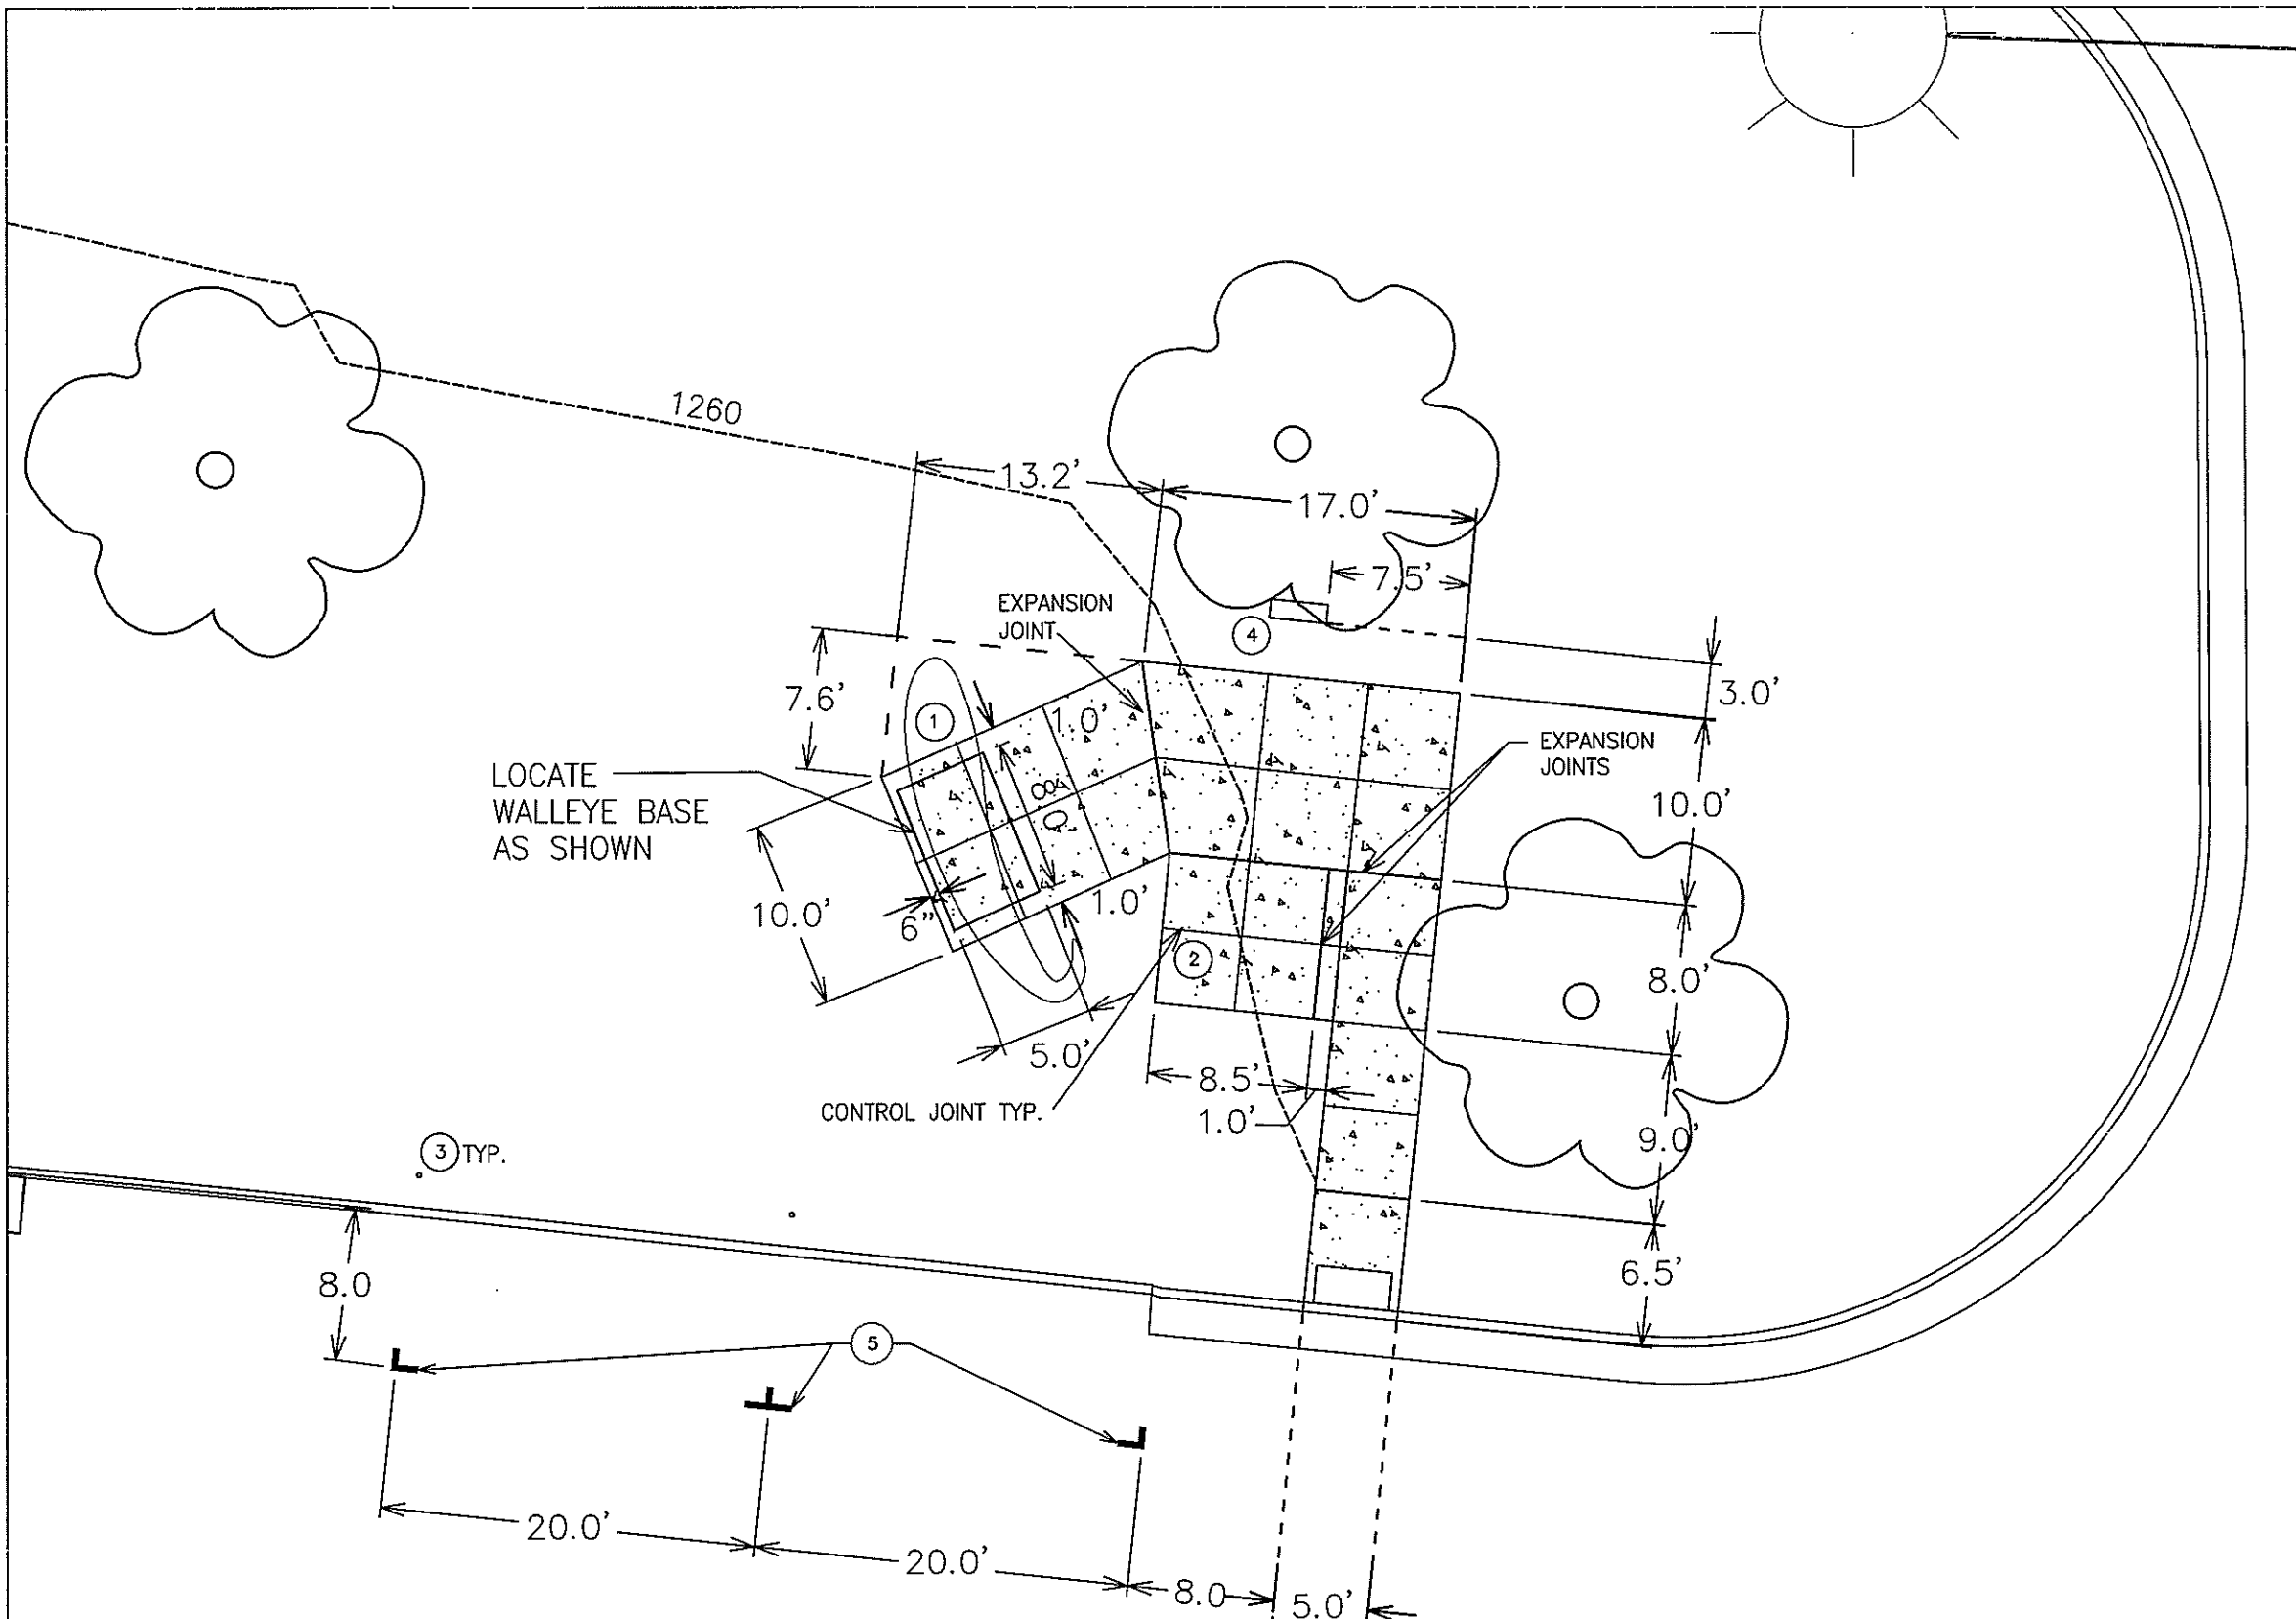 1260
13.2'
17.0'
7.5'
EXPANSION
JOINT
4
7.6'
3.0'
1
1.0'
EXPANSION
JOINTS
LOCATE
WALLEYE BASE
AS SHOWN
10.0'
10.0'
6"
1.0'
2
8.0'
5.0'
8.5'
CONTROL JOINT TYP.
1.0'
9.0'
3 TYP.
8.0
6.5'
5
20.0'
20.0'
8.0
5.0'